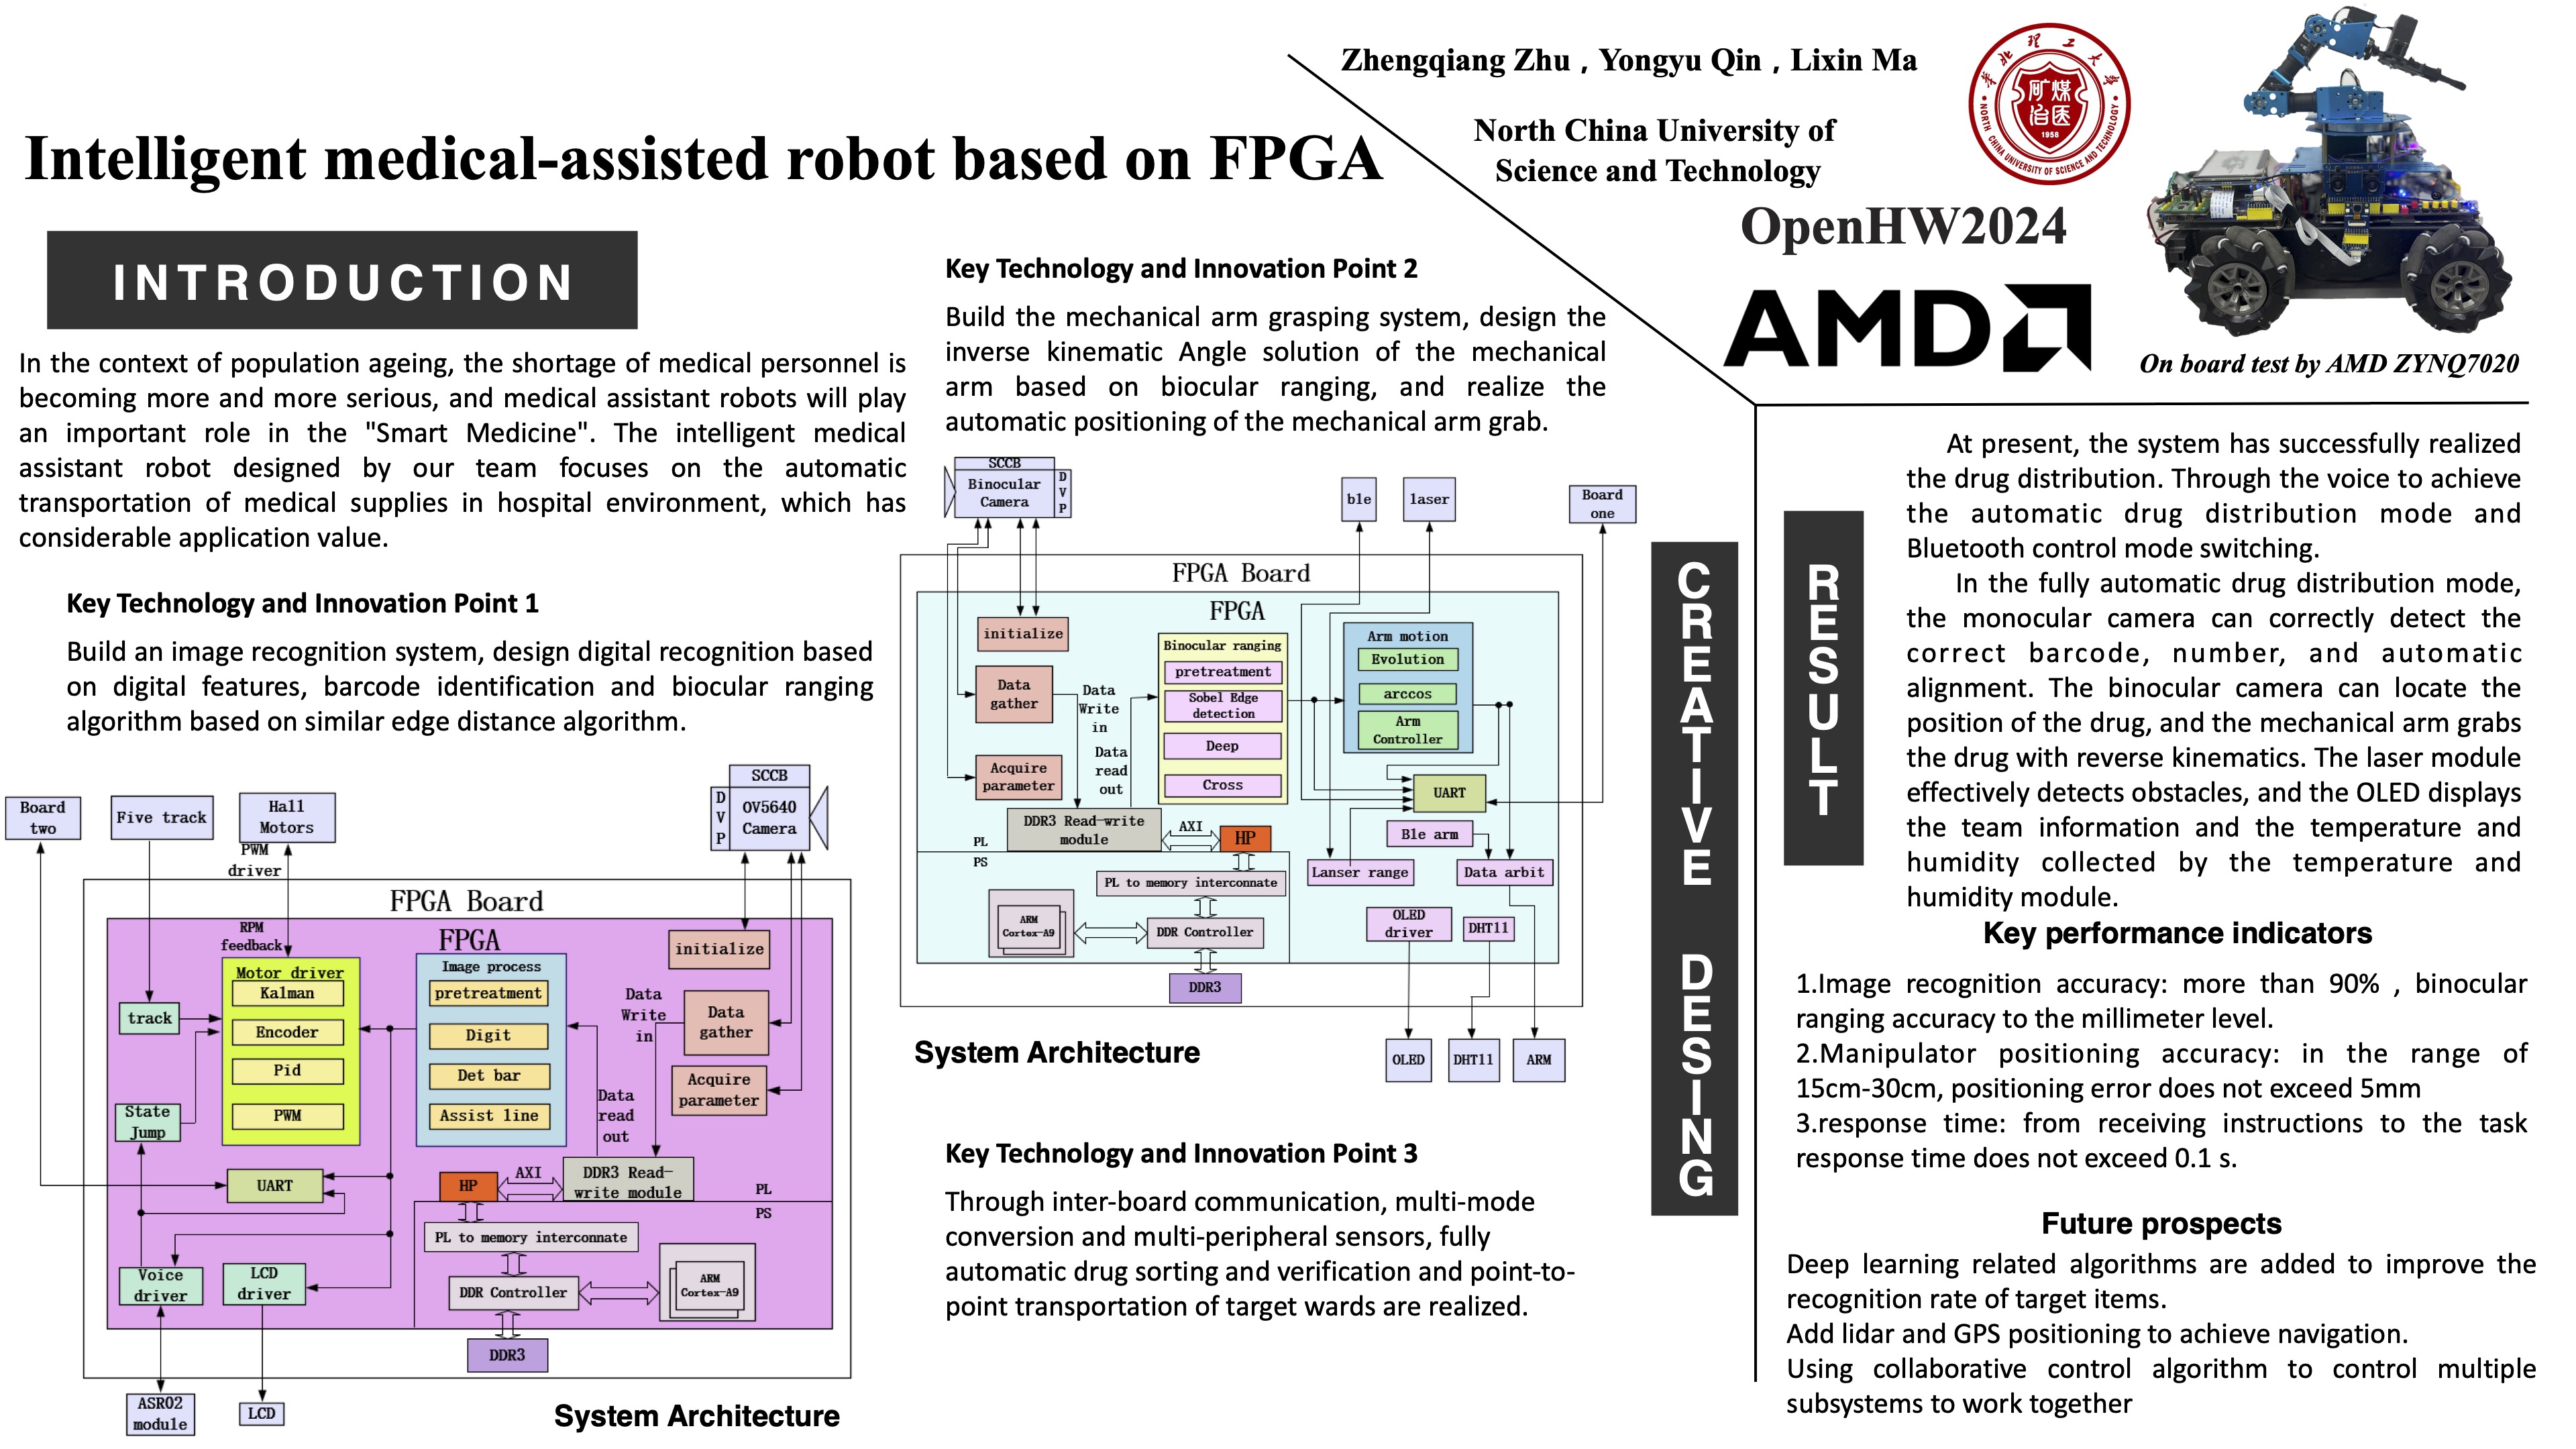 Intelligent medical-assisted robot based on FPGA
Zhengqiang Zhu , Yongyu Qin , Lixin Ma
North China University of
Science and Technology
华北理工大学
矿煤
冶医
1958
NORTH CHINA UNIVERSITY OF SCIENCE AND TECHNOLOGY
OpenHW2024
AMD
On board test by AMD ZYNQ7020
INTRODUCTION
In the context of population ageing, the shortage of medical personnel is
becoming more and more serious, and medical assistant robots will play
an important role in the "Smart Medicine". The intelligent medical
assistant robot designed by our team focuses on the automatic
transportation of medical supplies in hospital environment, which has
considerable application value.
Key Technology and Innovation Point 1
Build an image recognition system, design digital recognition based
on digital features, barcode identification and biocular ranging
algorithm based on similar edge distance algorithm.
Board
two
Five track
Hall
Motors
PWM
driver
SCCB
DVP
OV5640
Camera
FPGA Board
RPM
feedback
FPGA
initialize
Motor driver
Kalman
Encoder
Pid
PWM
Image process
pretreatment
Digit
Det bar
Assist line
track
State
Jump
Data
Write
in
Data
gather
Acquire
parameter
Data
read
out
UART
HP
AXI
DDR3 Read-
write module
PL
PS
PL to memory interconnate
Voice
driver
LCD
driver
DDR Controller
ARM
Cortex-A9
DDR3
ASR02
module
LCD
System Architecture
Key Technology and Innovation Point 2
Build the mechanical arm grasping system, design the
inverse kinematic Angle solution of the mechanical
arm based on biocular ranging, and realize the
automatic positioning of the mechanical arm grab.
SCCB
Binocular
Camera
DVP
ble
laser
Board
one
FPGA Board
FPGA
initialize
Data
gather
Data
Write
in
Acquire
parameter
Data
read
out
Binocular ranging
pretreatment
Sobel Edge
detection
Deep
Cross
Arm motion
Evolution
arccos
Arm
Controller
UART
DDR3 Read-write
module
AXI
HP
PL
PS
Ble arm
Lanser range
Data arbit
PL to memory interconnate
ARM
Cortex-A9
DDR Controller
OLED
driver
DHT11
DDR3
OLED
DHT11
ARM
System Architecture
Key Technology and Innovation Point 3
Through inter-board communication, multi-mode
conversion and multi-peripheral sensors, fully
automatic drug sorting and verification and point-to-
point transportation of target wards are realized.
CREATIVE DESING
RESULT
At present, the system has successfully realized
the drug distribution. Through the voice to achieve
the automatic drug distribution mode and
Bluetooth control mode switching.
In the fully automatic drug distribution mode,
the monocular camera can correctly detect the
correct barcode, number, and automatic
alignment. The binocular camera can locate the
position of the drug, and the mechanical arm grabs
the drug with reverse kinematics. The laser module
effectively detects obstacles, and the OLED displays
the team information and the temperature and
humidity collected by the temperature and
humidity module.
Key performance indicators
1.Image recognition accuracy: more than 90% , binocular
ranging accuracy to the millimeter level.
2.Manipulator positioning accuracy: in the range of
15cm-30cm, positioning error does not exceed 5mm
3.response time: from receiving instructions to the task
response time does not exceed 0.1 s.
Future prospects
Deep learning related algorithms are added to improve the
recognition rate of target items.
Add lidar and GPS positioning to achieve navigation.
Using collaborative control algorithm to control multiple
subsystems to work together